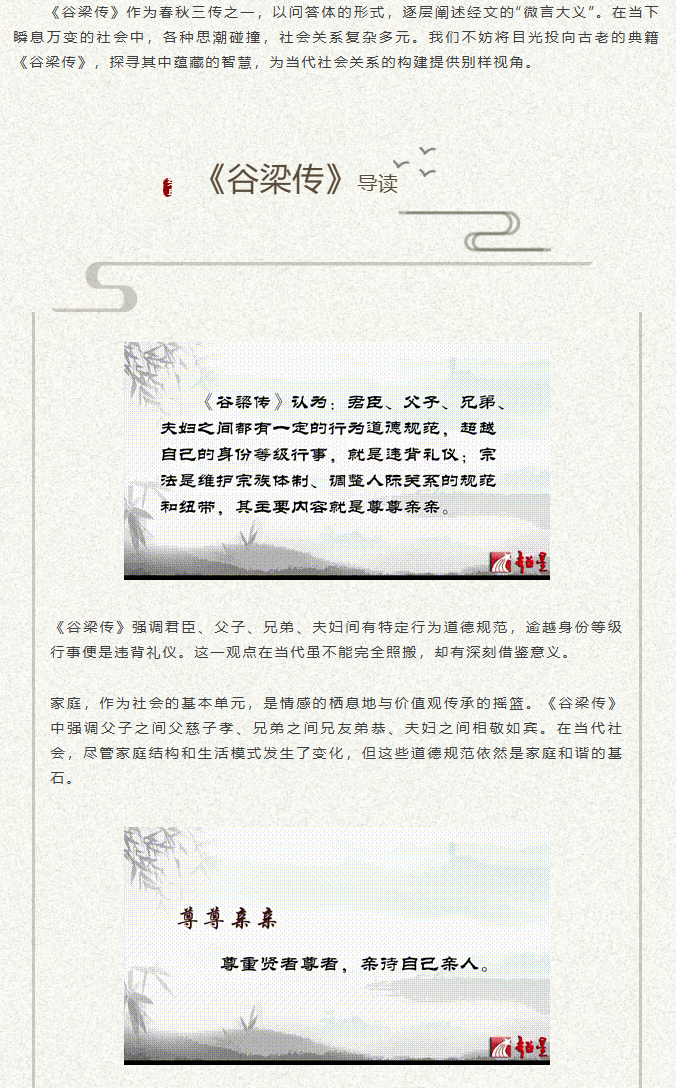 《谷梁传》作为春秋三传之一，以问答体的形式，逐层阐述经文的“微言大义”。在当下
瞬息万变的社会中，各种思潮碰撞，社会关系复杂多元。我们不妨将目光投向古老的典籍
《谷梁传》，探寻其中蕴藏的智慧，为当代社会关系的构建提供别样视角。
《谷梁传》导读
《谷梁传》认为：君臣、父子、兄弟、
夫妇之间都有一定的行为道德规范，超越
自己的身份等级行事，就是违背礼仪；宗
法是维护宗族体制、调整人际关系的规范
和纽带，其主要内容就是尊尊亲亲。
《谷梁传》强调君臣、父子、兄弟、夫妇间有特定行为道德规范，逾越身份等级
行事便是违背礼仪。这一观点在当代虽不能完全照搬，却有深刻借鉴意义。
家庭，作为社会的基本单元，是情感的栖息地与价值观传承的摇篮。《谷梁传》
中强调父子之间父慈子孝、兄弟之间兄友弟恭、夫妇之间相敬如宾。在当代社
会，尽管家庭结构和生活模式发生了变化，但这些道德规范依然是家庭和谐的基
石。
尊尊亲亲
尊重贤者尊者，亲待自己亲人。